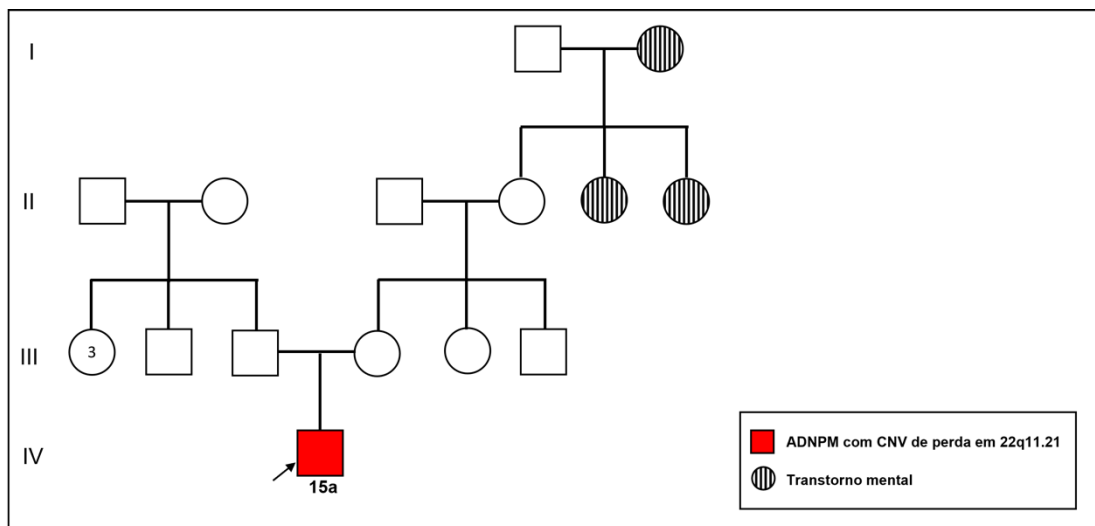 I
II
3
III
IV
15a
ADNPM com CNV de perda em 22q11.21
Transtorno mental